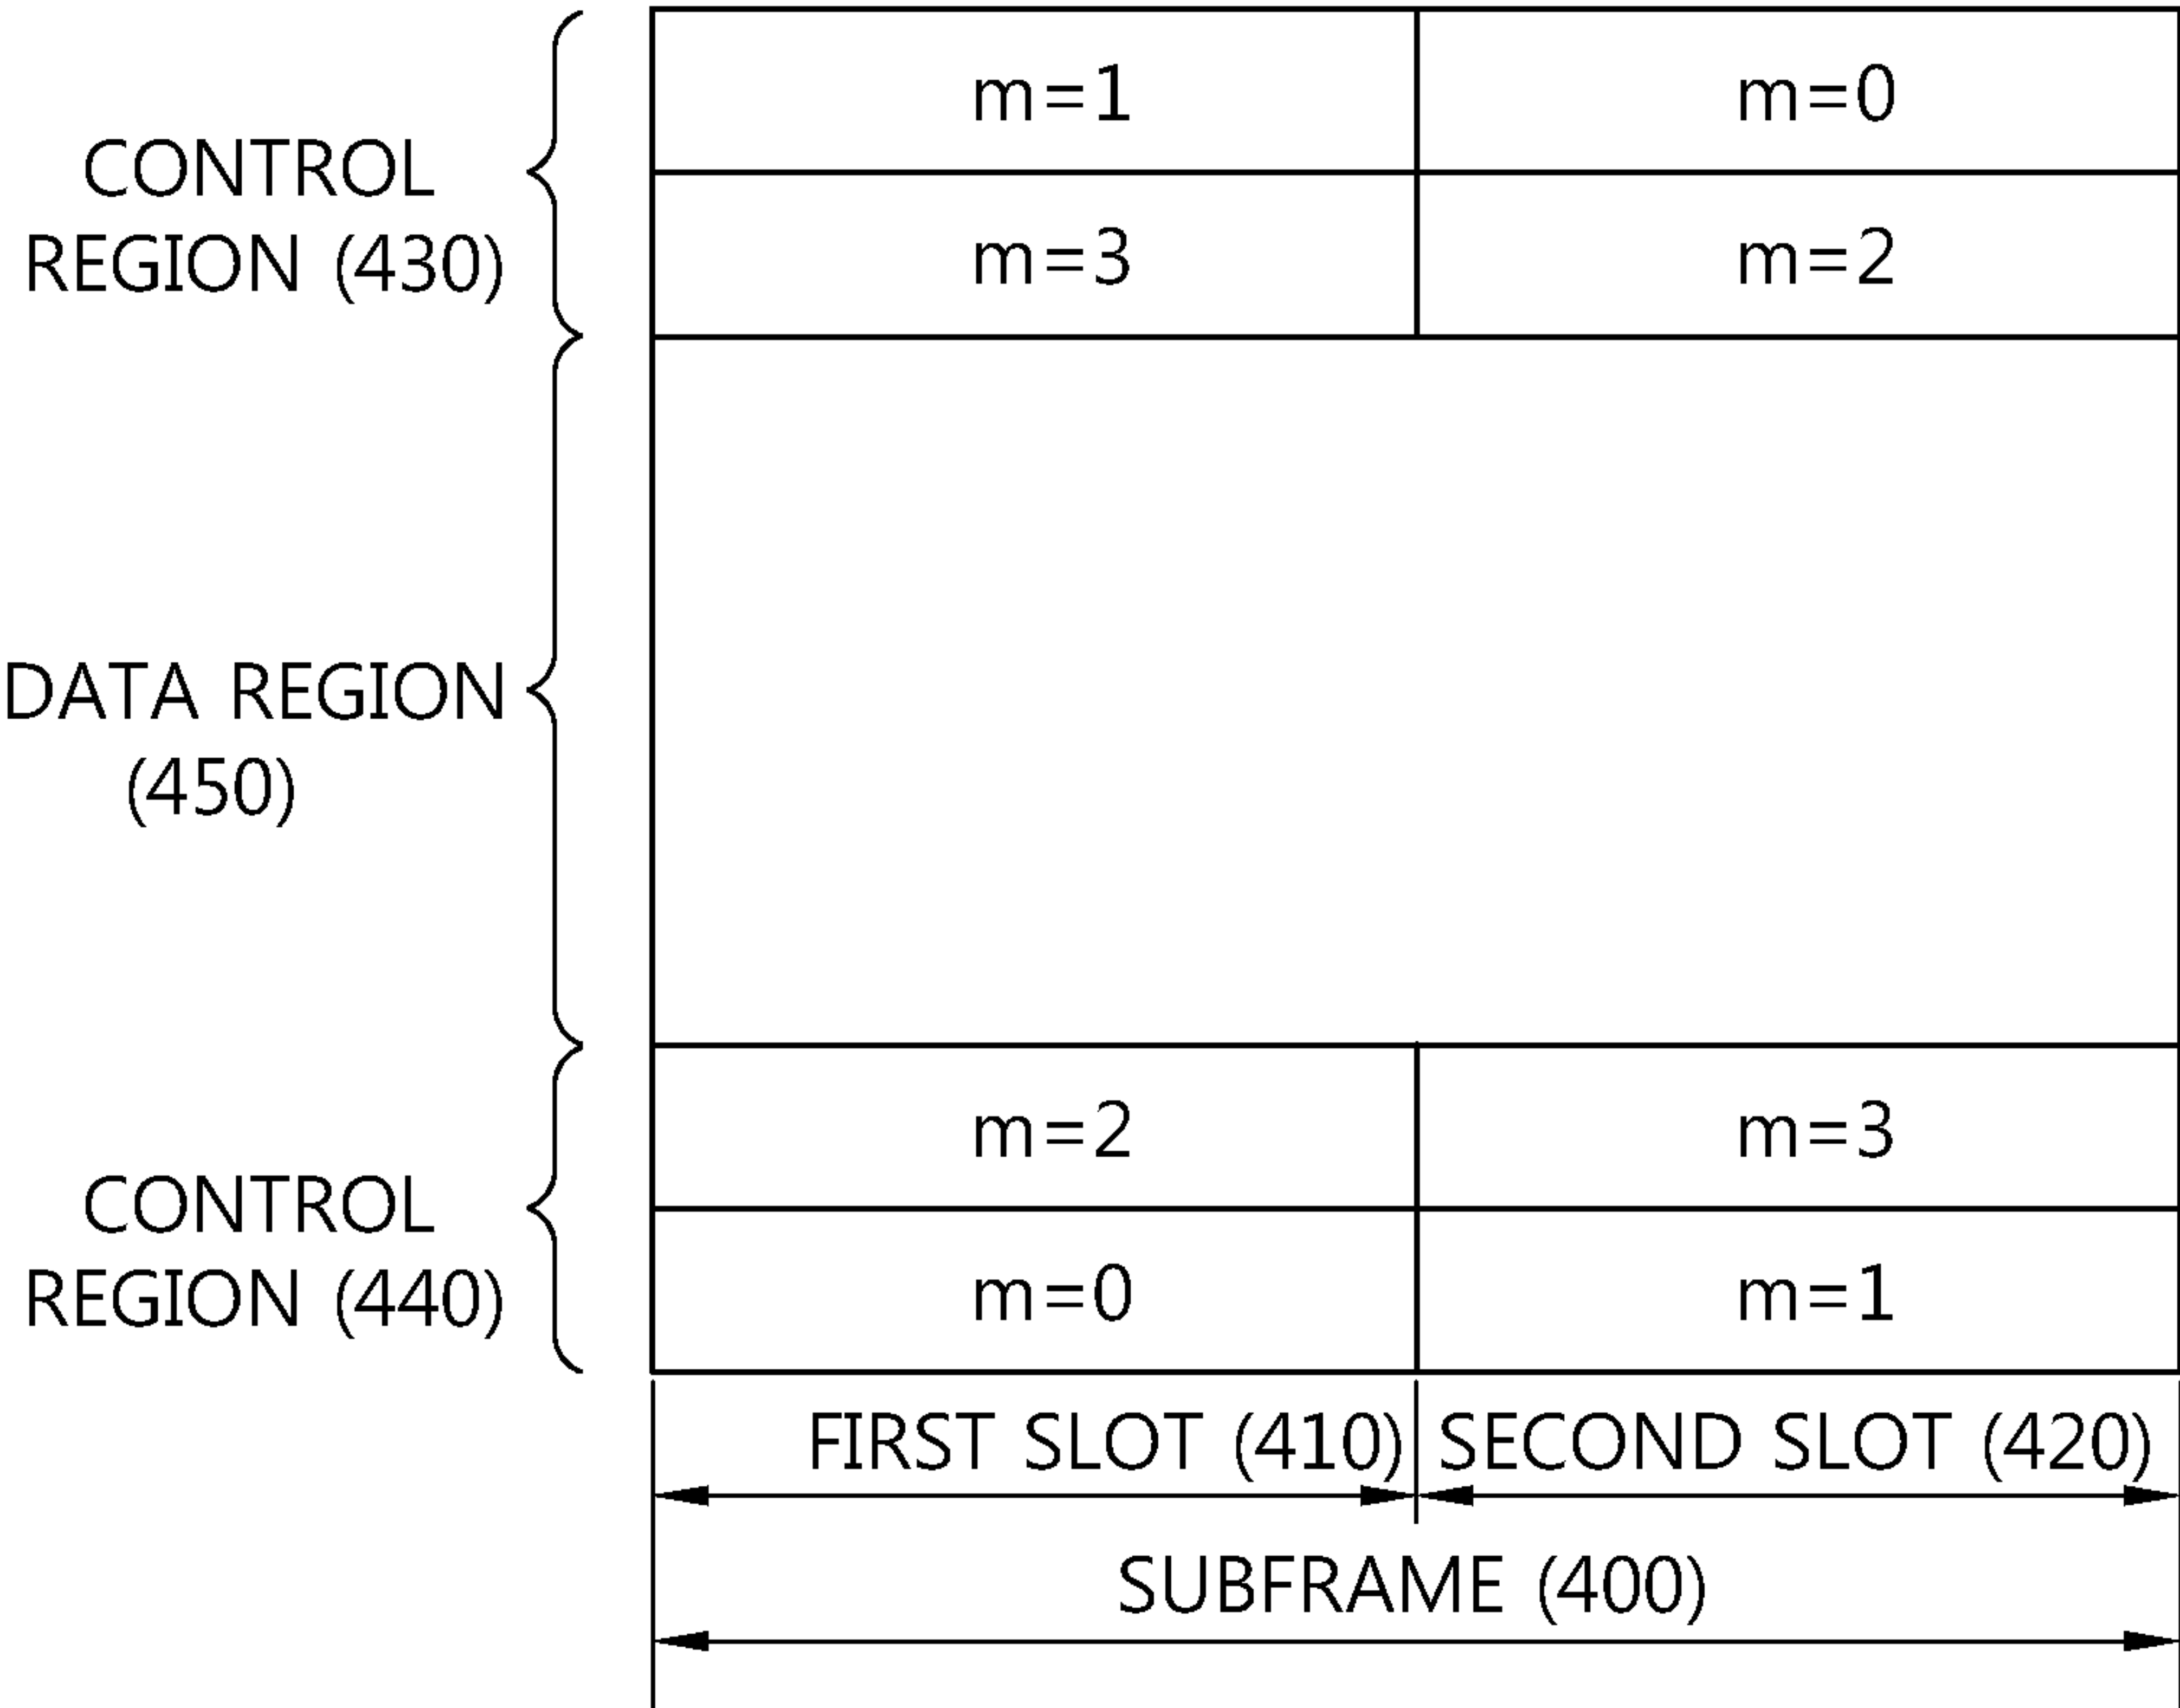 m=1 m=0
CONTROL
REGION (430)
m=3 m=2
DATA REGION
(450)
m=2 m=3
CONTROL
REGION (440)
m=0 m=1
FIRST SLOT (410) SECOND SLOT (420)
SUBFRAME (400)